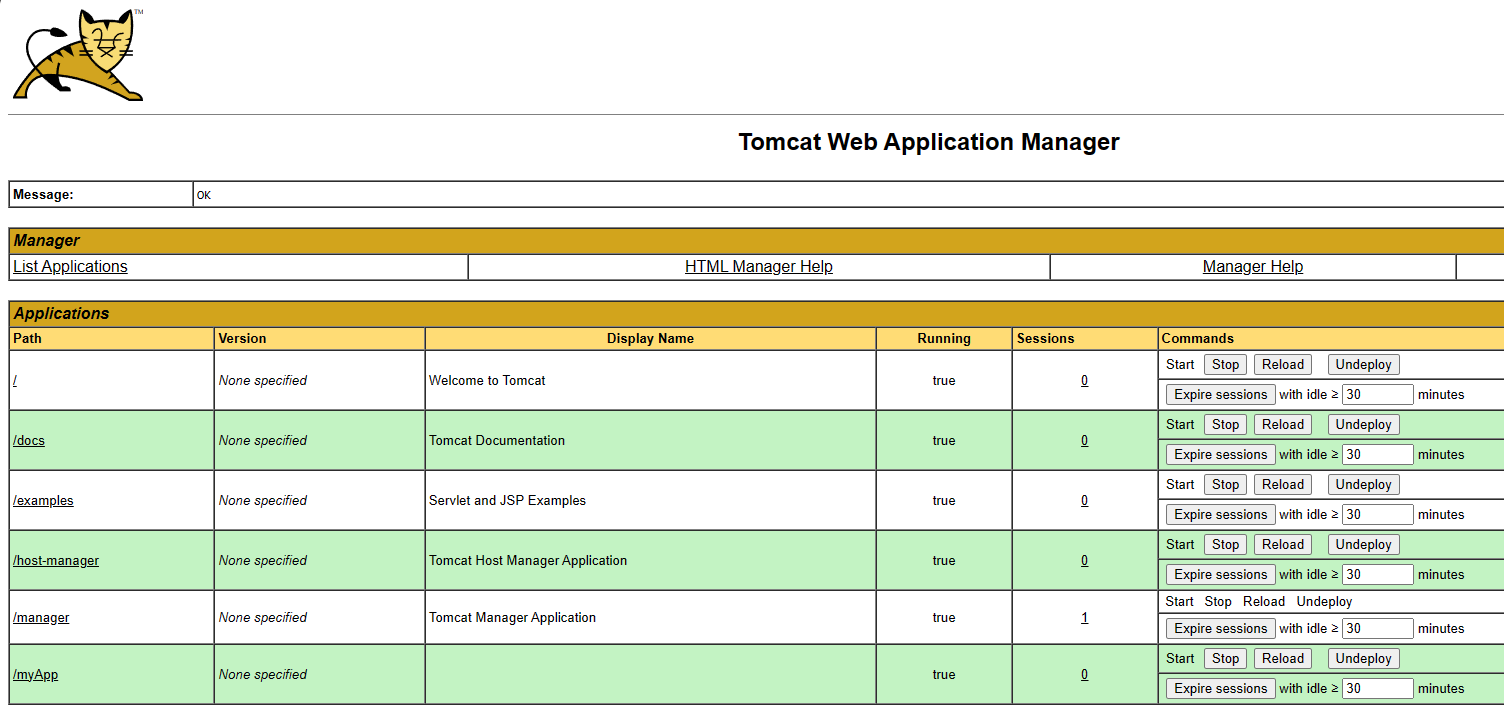 TM
Tomcat Web Application Manager
Message: OK
Manager
List Applications HTML Manager Help Manager Help
Applications
Path Version Display Name Running Sessions Commands
/ None specified Welcome to Tomcat true 0 Start Stop Reload Undeploy
Expire sessions with idle ≥ 30 minutes
/docs None specified Tomcat Documentation true 0 Start Stop Reload Undeploy
Expire sessions with idle ≥ 30 minutes
/examples None specified Servlet and JSP Examples true 0 Start Stop Reload Undeploy
Expire sessions with idle ≥ 30 minutes
/host-manager None specified Tomcat Host Manager Application true 0 Start Stop Reload Undeploy
Expire sessions with idle ≥ 30 minutes
/manager None specified Tomcat Manager Application true 1 Start Stop Reload Undeploy
Expire sessions with idle ≥ 30 minutes
/myApp None specified true 0 Start Stop Reload Undeploy
Expire sessions with idle ≥ 30 minutes